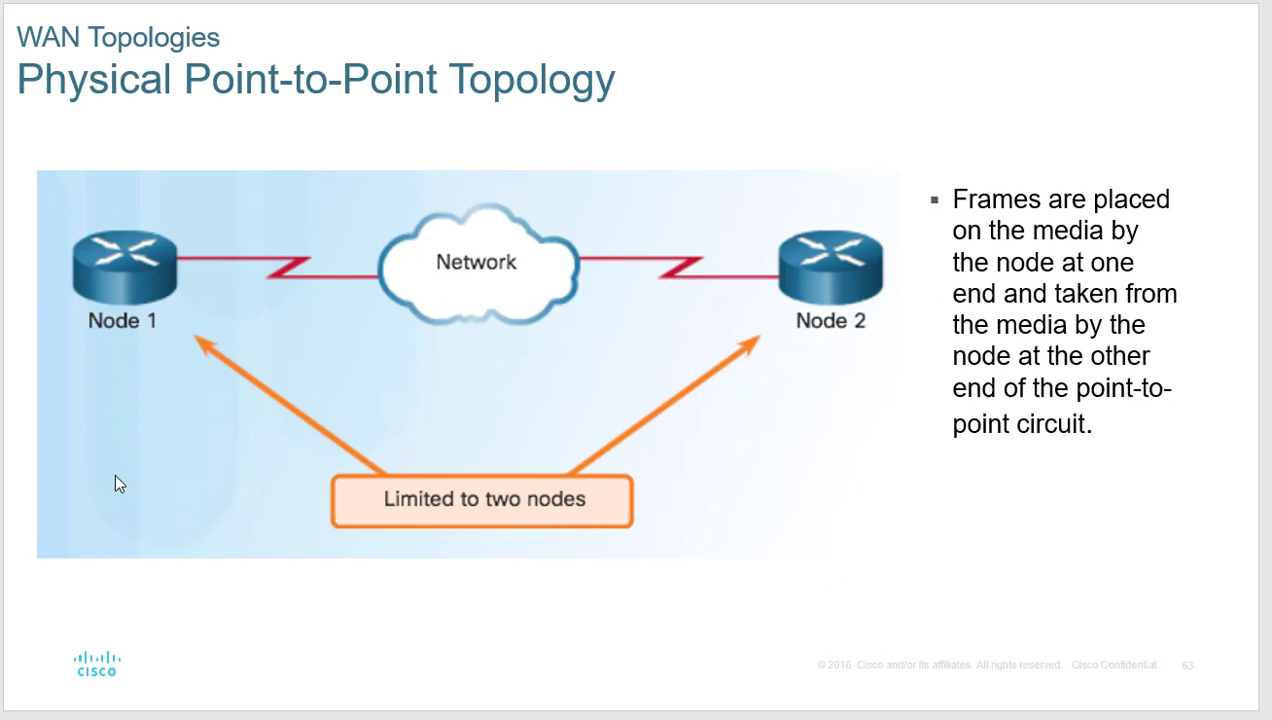 WAN Topologies
Physical Point-to-Point Topology
Network
Node 1
Node 2
Limited to two nodes
▪ Frames are placed
on the media by
the node at one
end and taken from
the media by the
node at the other
end of the point-to-
point circuit.
CISCO
© 2016 Cisco and/or its affiliates. All rights reserved. Cisco Confidential 63